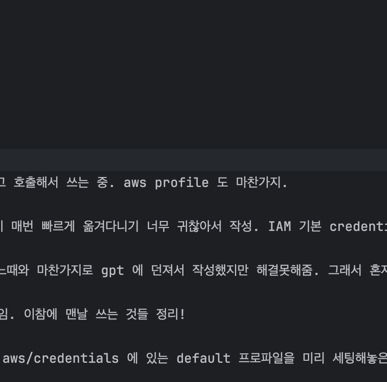 고 호출해서 쓰는 중. aws profile 도 마찬가지.
매번 빠르게 옮겨다니기 너무 귀찮아서 작성. IAM 기본 credenti
느때와 마찬가지로 gpt 에 던져서 작성했지만 해결못해줌. 그래서 혼자
임. 이참에 맨날 쓰는 것들 정리!
aws/credentials 에 있는 default 프로파일을 미리 세팅해놓은